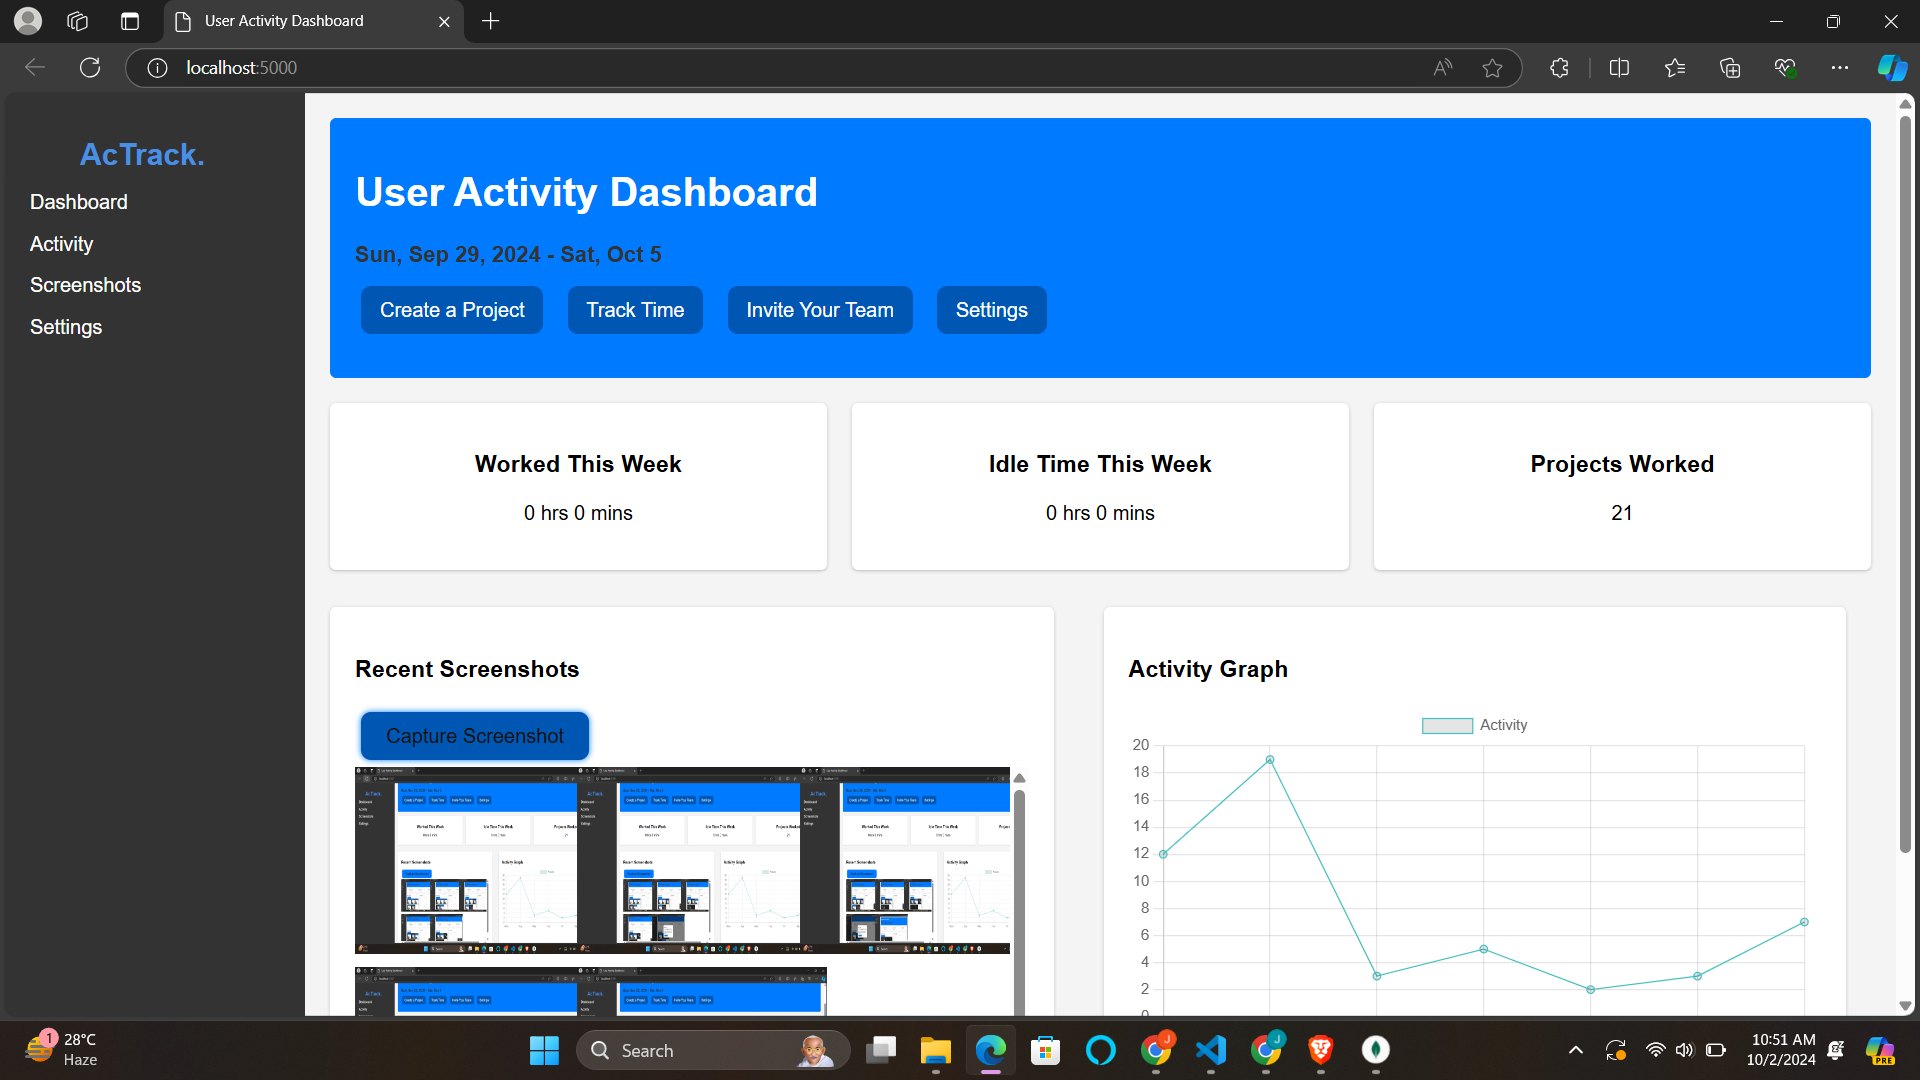 User Activity Dashboard
localhost:5000
AcTrack.
Dashboard
Activity
Screenshots
Settings
User Activity Dashboard
Sun, Sep 29, 2024 - Sat, Oct 5
Create a Project
Track Time
Invite Your Team
Settings
Worked This Week
0 hrs 0 mins
Idle Time This Week
0 hrs 0 mins
Projects Worked
21
Recent Screenshots
Capture Screenshot
Activity Graph
Activity
20
18
16
14
12
10
8
6
4
2
0
1
28°C
Haze
Search
J
J
10:51 AM
10/2/2024
PRE